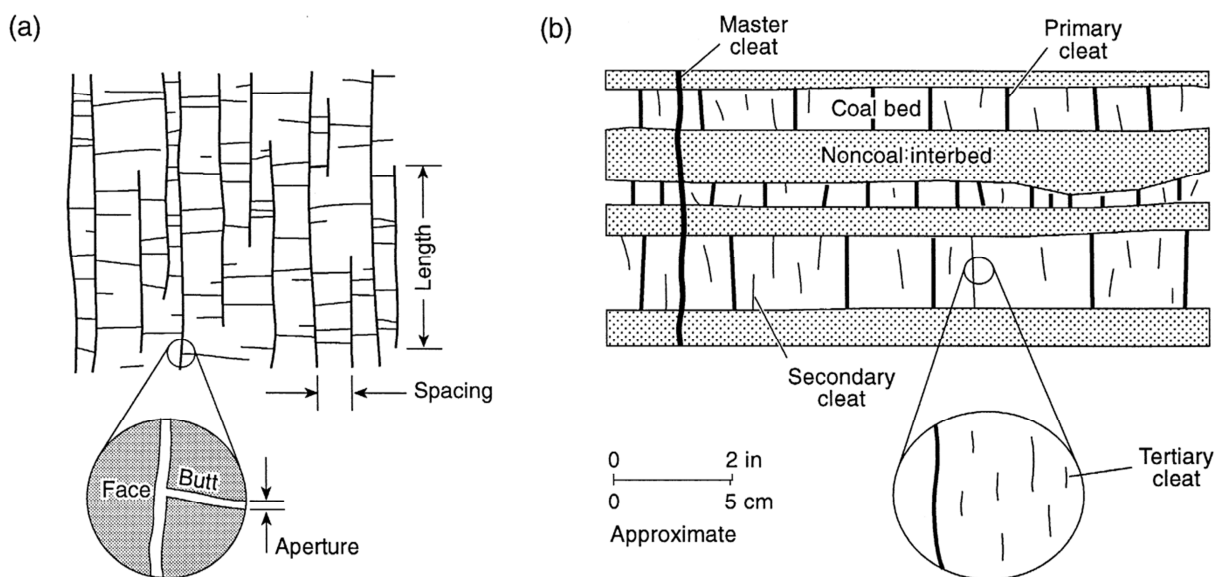 (a)
Length
Spacing
Face
Butt
Aperture
(b)
Master
cleat
Primary
cleat
Coal bed
Noncoal interbed
Secondary
cleat
0 2 in
0 5 cm
Approximate
Tertiary
cleat